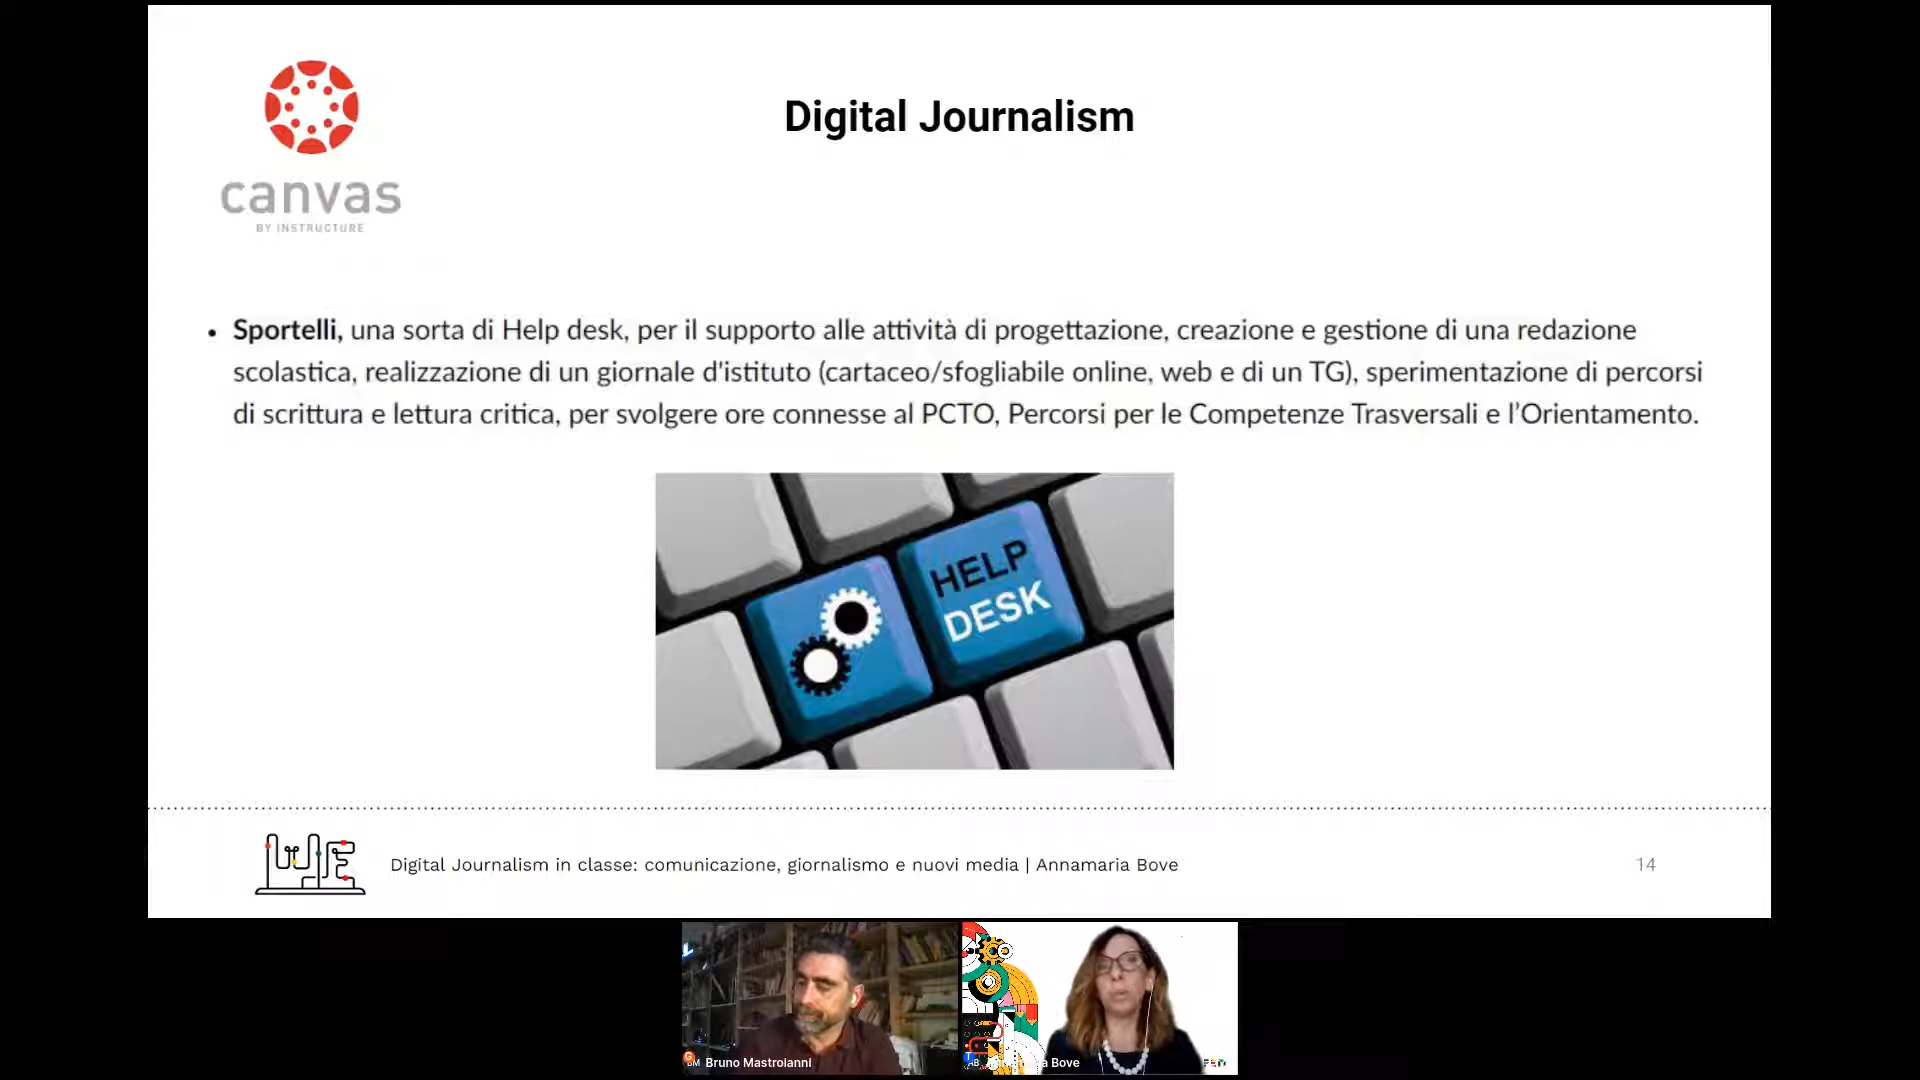 canvas
BY INSTRUCTURE
Digital Journalism
• Sportelli, una sorta di Help desk, per il supporto alle attività di progettazione, creazione e gestione di una redazione
scolastica, realizzazione di un giornale d'istituto (cartaceo/sfogliabile online, web e di un TG), sperimentazione di percorsi
di scrittura e lettura critica, per svolgere ore connesse al PCTO, Percorsi per le Competenze Trasversali e l’Orientamento.
HELP
DESK
Digital Journalism in classe: comunicazione, giornalismo e nuovi media | Annamaria Bove
14
BM Bruno Mastroianni
AB Bove